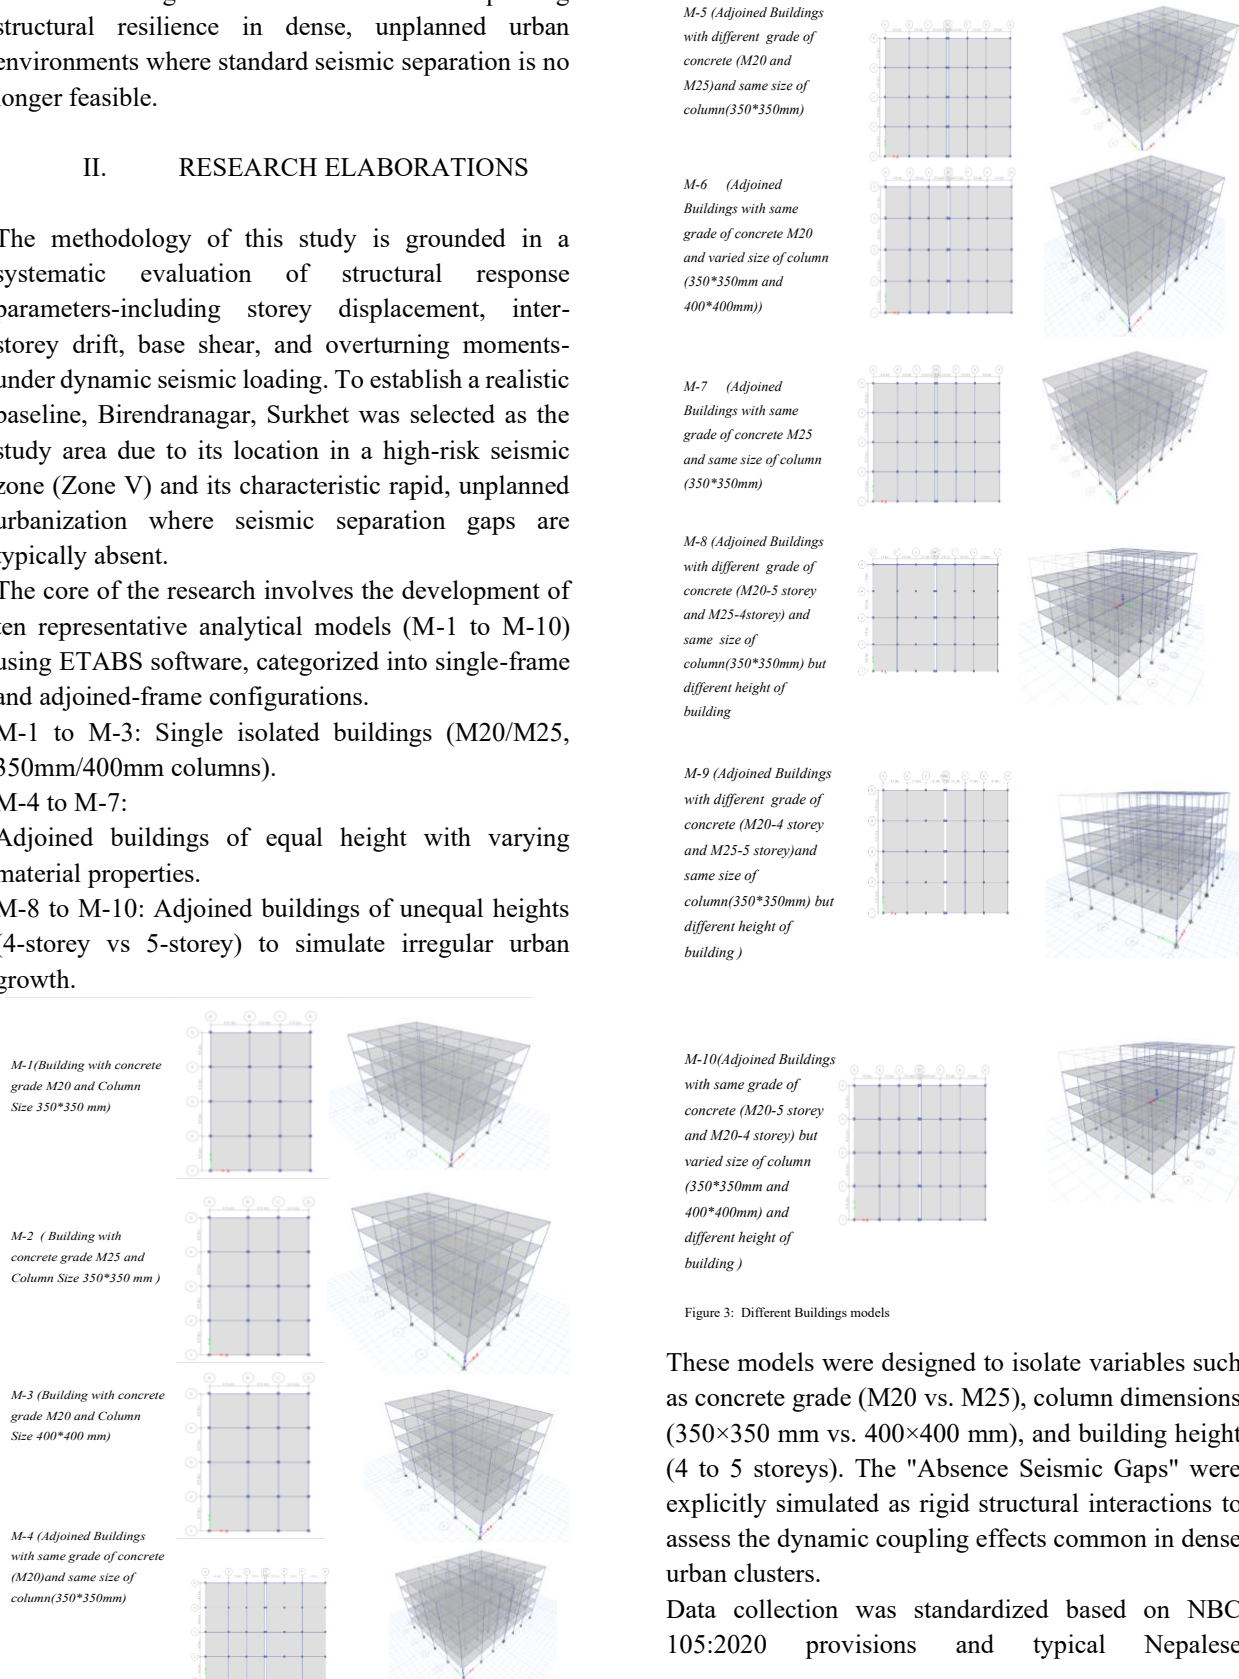 structural resilience in dense, unplanned urban
environments where standard seismic separation is no
longer feasible.
II. RESEARCH ELABORATIONS
The methodology of this study is grounded in a
systematic evaluation of structural response
parameters-including storey displacement, inter-
storey drift, base shear, and overturning moments-
under dynamic seismic loading. To establish a realistic
baseline, Birendranagar, Surkhet was selected as the
study area due to its location in a high-risk seismic
zone (Zone V) and its characteristic rapid, unplanned
urbanization where seismic separation gaps are
typically absent.
The core of the research involves the development of
ten representative analytical models (M-1 to M-10)
using ETABS software, categorized into single-frame
and adjoined-frame configurations.
M-1 to M-3: Single isolated buildings (M20/M25,
350mm/400mm columns).
M-4 to M-7:
Adjoined buildings of equal height with varying
material properties.
M-8 to M-10: Adjoined buildings of unequal heights
(4-storey vs 5-storey) to simulate irregular urban
growth.
M-1(Building with concrete
grade M20 and Column
Size 350*350 mm)
M-2 ( Building with
concrete grade M25 and
Column Size 350*350 mm )
M-3 (Building with concrete
grade M20 and Column
Size 400*400 mm)
M-4 (Adjoined Buildings
with same grade of concrete
(M20)and same size of
column(350*350mm)
M-5 (Adjoined Buildings
with different grade of
concrete (M20 and
M25)and same size of
column(350*350mm)
M-6 (Adjoined
Buildings with same
grade of concrete M20
and varied size of column
(350*350mm and
400*400mm))
M-7 (Adjoined
Buildings with same
grade of concrete M25
and same size of column
(350*350mm)
M-8 (Adjoined Buildings
with different grade of
concrete (M20-5 storey
and M25-4storey) and
same size of
column(350*350mm) but
different height of
building
M-9 (Adjoined Buildings
with different grade of
concrete (M20-4 storey
and M25-5 storey)and
same size of
column(350*350mm) but
different height of
building )
M-10(Adjoined Buildings
with same grade of
concrete (M20-5 storey
and M20-4 storey) but
varied size of column
(350*350mm and
400*400mm) and
different height of
building )
Figure 3: Different Buildings models
These models were designed to isolate variables such
as concrete grade (M20 vs. M25), column dimensions
(350×350 mm vs. 400×400 mm), and building height
(4 to 5 storeys). The "Absence Seismic Gaps" were
explicitly simulated as rigid structural interactions to
assess the dynamic coupling effects common in dense
urban clusters.
Data collection was standardized based on NBC
105:2020 provisions and typical Nepalese